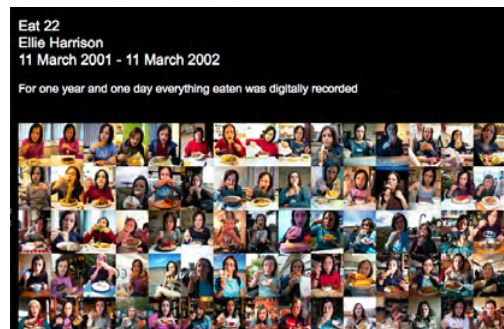 Eat 22
Ellie Harrison
11 March 2001 - 11 March 2002
For one year and one day everything eaten was digitally recorded